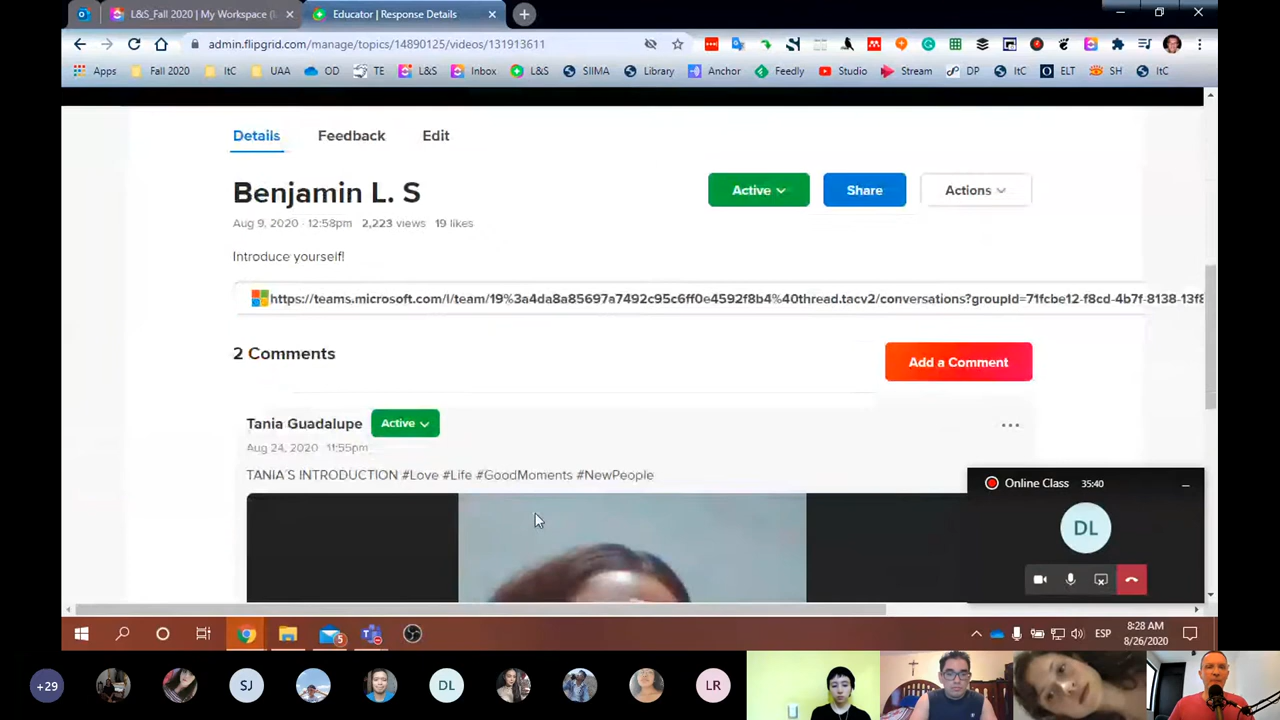 L&S_Fall 2020 | My Workspace (
Educator | Response Details
admin.flipgrid.com/manage/topics/14890125/videos/131913611
Apps Fall 2020 ItC UAA OD TE L&S Inbox L&S SIIMA Library Anchor Feedly Studio Stream DP ItC ELT SH ItC
Details Feedback Edit
Benjamin L. S
Active Share Actions
Aug 9, 2020 · 12:58pm 2,223 views 19 likes
Introduce yourself!
https://teams.microsoft.com/l/team/19%3a4da8a85697a7492c95c6ff0e4592f8b4%40thread.tacv2/conversations?groupId=71fcbe12-f8cd-4b7f-8138-13f8
2 Comments
Add a Comment
Tania Guadalupe Active
Aug 24, 2020 · 11:55pm
TANIA´S INTRODUCTION #Love #Life #GoodMoments #NewPeople
Online Class 35:40
DL
5
ESP
8:28 AM
8/26/2020
+29 SJ DL LR